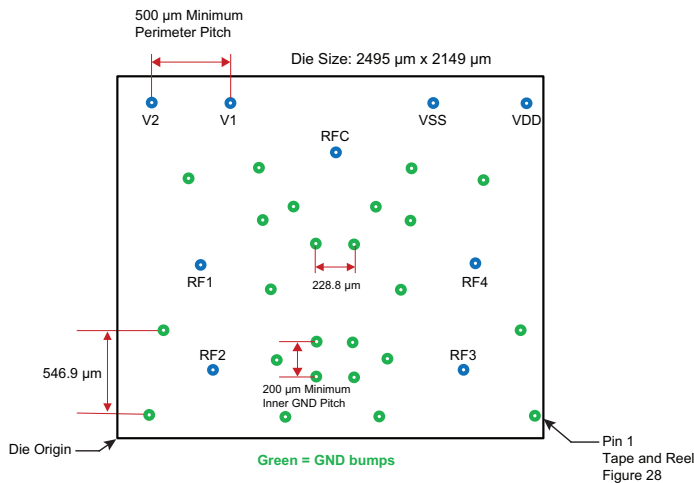 500 µm Minimum
Perimeter Pitch
Die Size: 2495 µm x 2149 µm
V2
V1
VSS
VDD
RFC
RF1
228.8 µm
RF4
546.9 µm
RF2
200 µm Minimum
Inner GND Pitch
RF3
Die Origin
Green = GND bumps
Pin 1
Tape and Reel
Figure 28